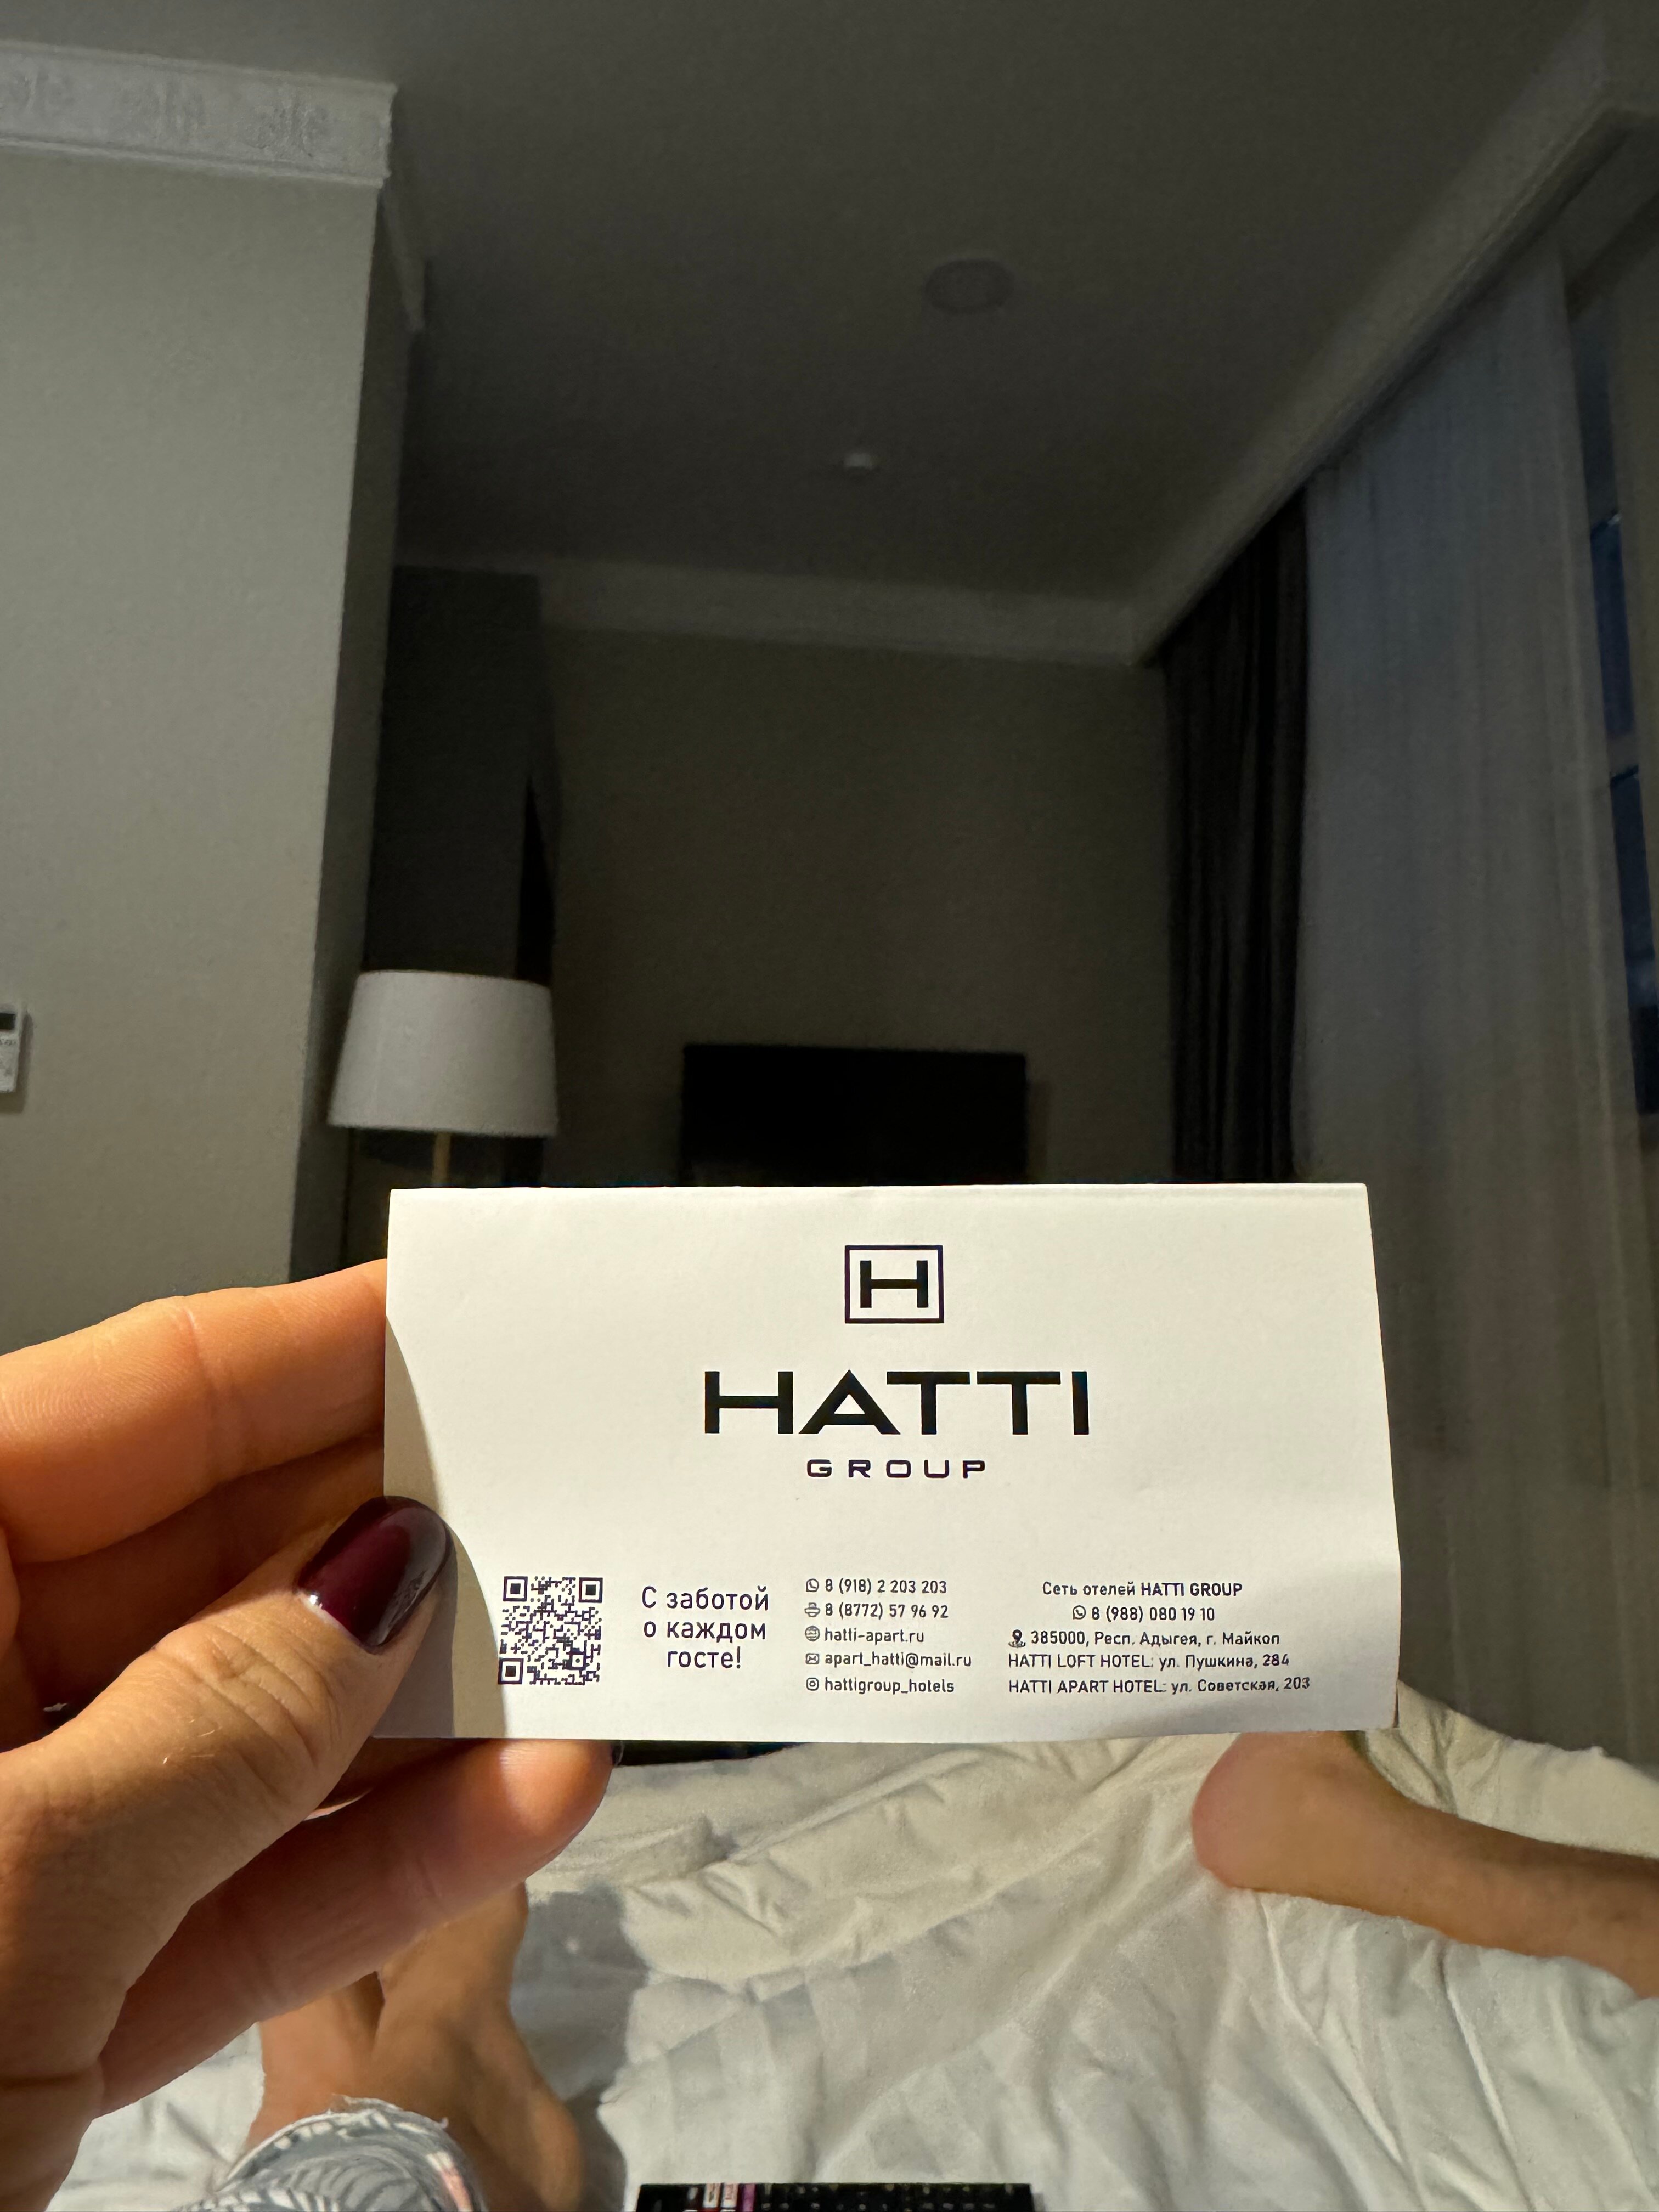 H
HATTI
GROUP
С заботой
о каждом
госте!
8 (918) 2 203 203
8 (8772) 57 96 92
hatti-apart.ru
apart_hatti@mail.ru
hattigroup_hotels
Сеть отелей HATTI GROUP
8 (988) 080 19 10
385000, Респ. Адыгея, г. Майкоп
HATTI LOFT HOTEL: ул. Пушкина, 284
HATTI APART HOTEL: ул. Советская, 203